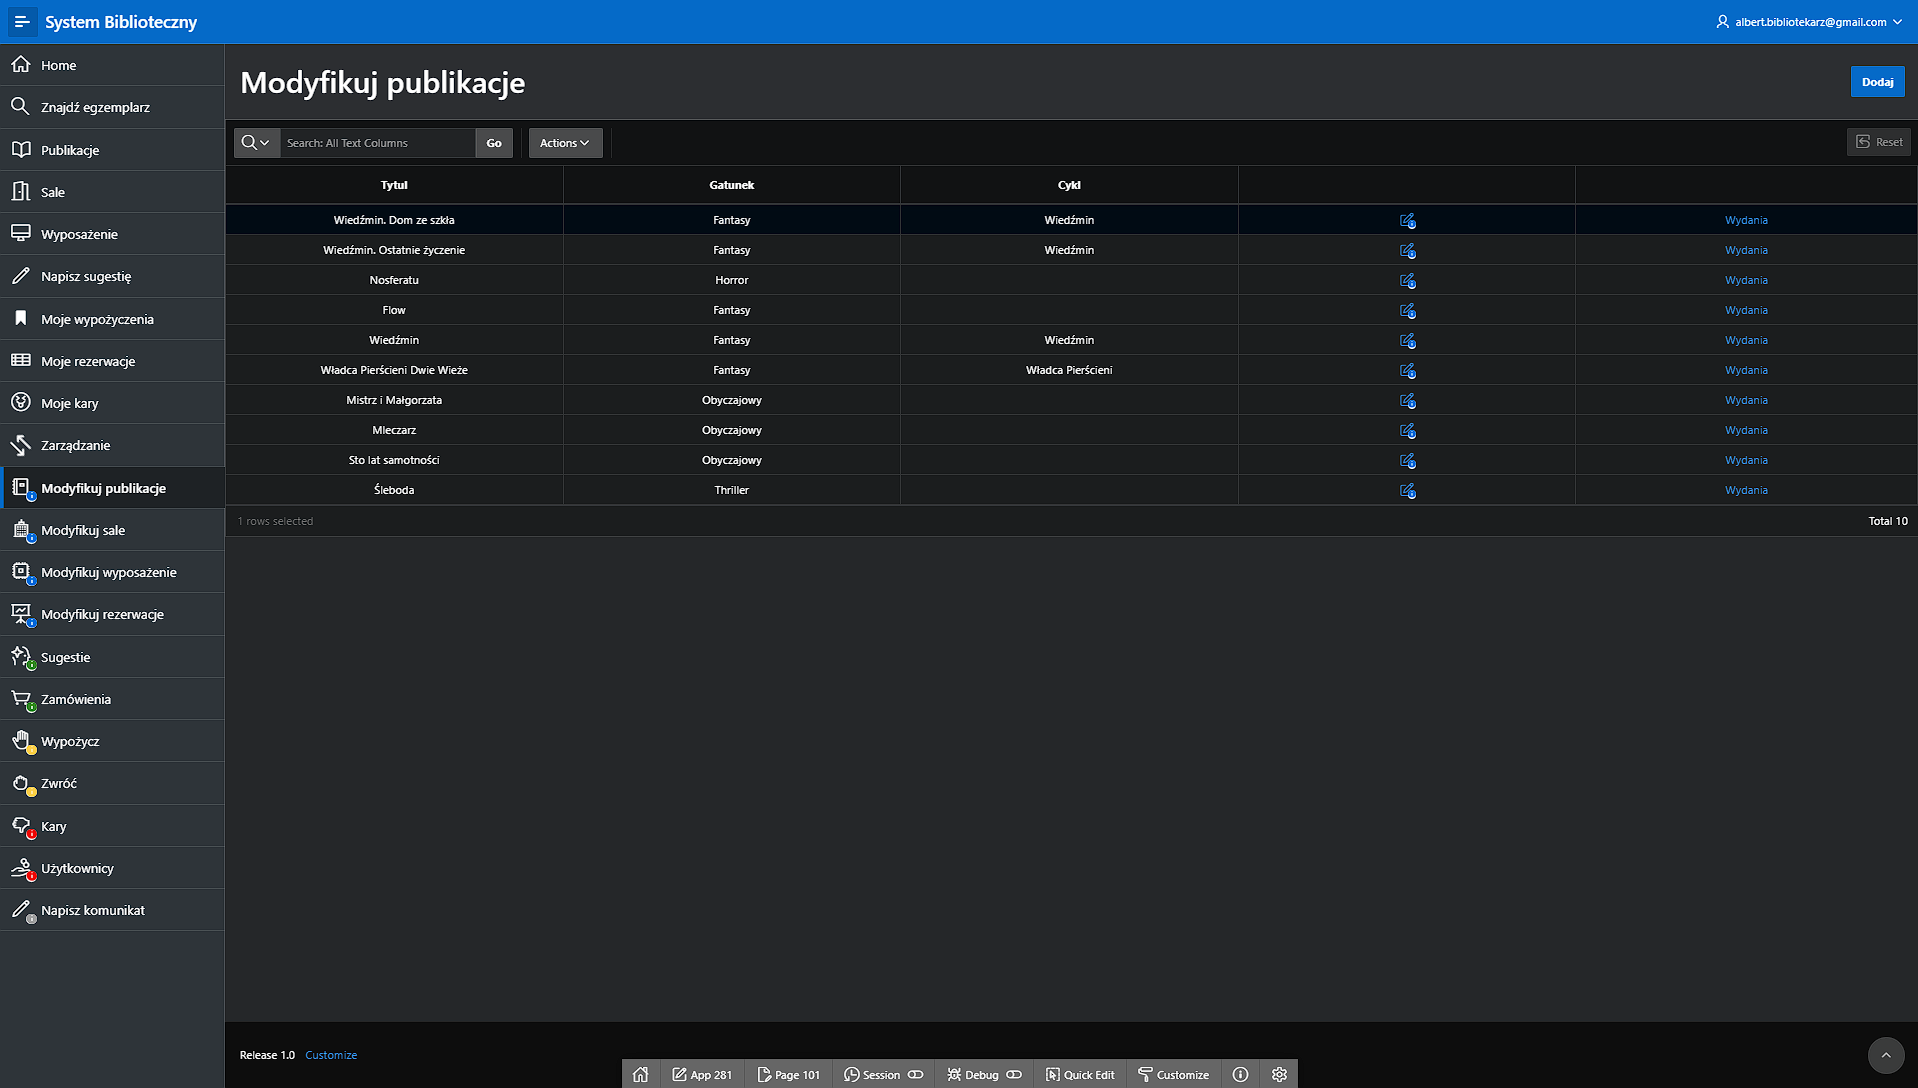 System Biblioteczny
albert.bibliotekarz@gmail.com
Home
Znajdź egzemplarz
Publikacje
Sale
Wyposażenie
Napisz sugestię
Moje wypożyczenia
Moje rezerwacje
Moje kary
Zarządzanie
Modyfikuj publikacje
Modyfikuj sale
Modyfikuj wyposażenie
Modyfikuj rezerwacje
Sugestie
Zamówienia
Wypożycz
Zwróć
Kary
Użytkownicy
Napisz komunikat
Modyfikuj publikacje
Dodaj
Search: All Text Columns Go Actions Reset
Tytul Gatunek Cykl
Wiedźmin. Dom ze szkła Fantasy Wiedźmin Wydania
Wiedźmin. Ostatnie życzenie Fantasy Wiedźmin Wydania
Nosferatu Horror Wydania
Flow Fantasy Wydania
Wiedźmin Fantasy Wiedźmin Wydania
Władca Pierścieni Dwie Wieże Fantasy Władca Pierścieni Wydania
Mistrz i Małgorzata Obyczajowy Wydania
Mleczarz Obyczajowy Wydania
Sto lat samotności Obyczajowy Wydania
Śleboda Thriller Wydania
1 rows selected Total 10
Release 1.0 Customize
App 281 Page 101 Session Debug Quick Edit Customize